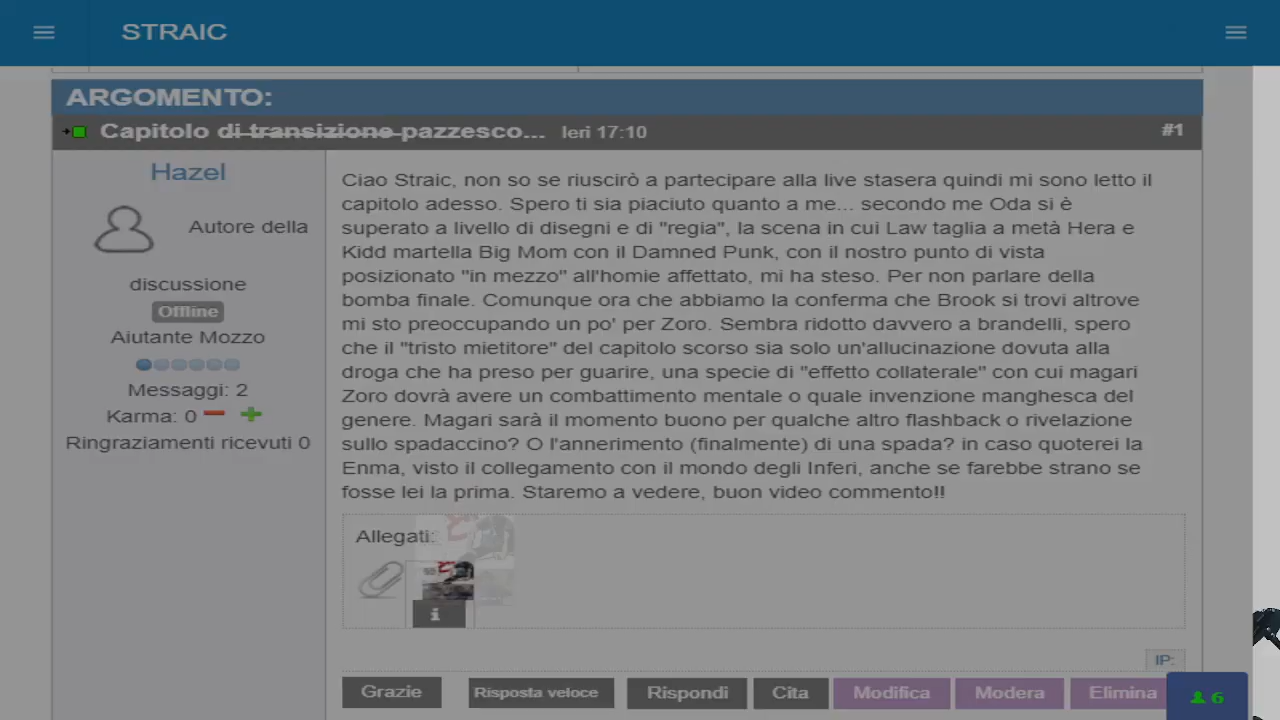 STRAIC
ARGOMENTO:
Capitolo di transizione pazzesco... Ieri 17:10 #1
Hazel
Autore della
discussione
Offline
Aiutante Mozzo
Messaggi: 2
Karma: 0
Ringraziamenti ricevuti 0
Ciao Straic, non so se riuscirò a partecipare alla live stasera quindi mi sono letto il
capitolo adesso. Spero ti sia piaciuto quanto a me... secondo me Oda si è
superato a livello di disegni e di "regia", la scena in cui Law taglia a metà Hera e
Kidd martella Big Mom con il Damned Punk, con il nostro punto di vista
posizionato "in mezzo" all'homie affettato, mi ha steso. Per non parlare della
bomba finale. Comunque ora che abbiamo la conferma che Brook si trovi altrove
mi sto preoccupando un po' per Zoro. Sembra ridotto davvero a brandelli, spero
che il "tristo mietitore" del capitolo scorso sia solo un'allucinazione dovuta alla
droga che ha preso per guarire, una specie di "effetto collaterale" con cui magari
Zoro dovrà avere un combattimento mentale o quale invenzione manghesca del
genere. Magari sarà il momento buono per qualche altro flashback o rivelazione
sullo spadaccino? O l'annerimento (finalmente) di una spada? in caso quoterei la
Enma, visto il collegamento con il mondo degli Inferi, anche se farebbe strano se
fosse lei la prima. Staremo a vedere, buon video commento!!
Allegati:
i
IP:
Grazie Risposta veloce Rispondi Cita Modifica Modera Elimina
6